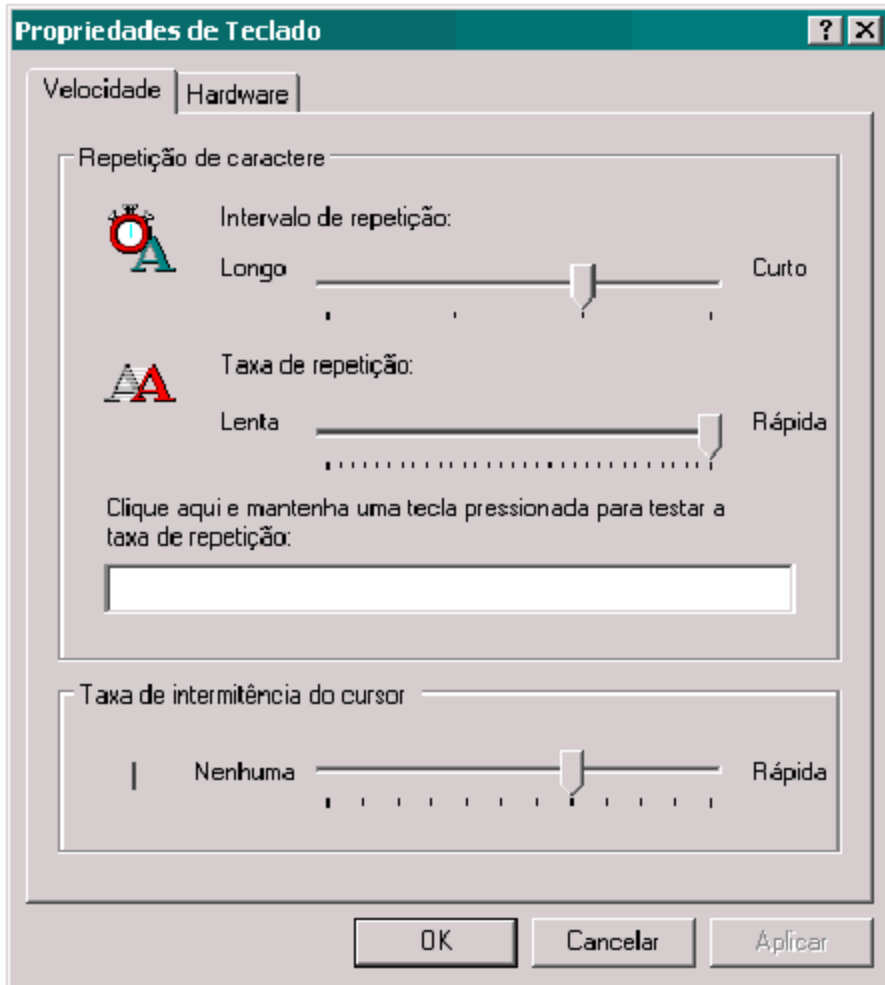 Propriedades de Teclado
Velocidade
Hardware
Repetição de caractere
Intervalo de repetição:
Longo
Curto
Taxa de repetição:
Lenta
Rápida
Clique aqui e mantenha uma tecla pressionada para testar a
taxa de repetição:
Taxa de intermitência do cursor
Nenhuma
Rápida
OK
Cancelar
Aplicar